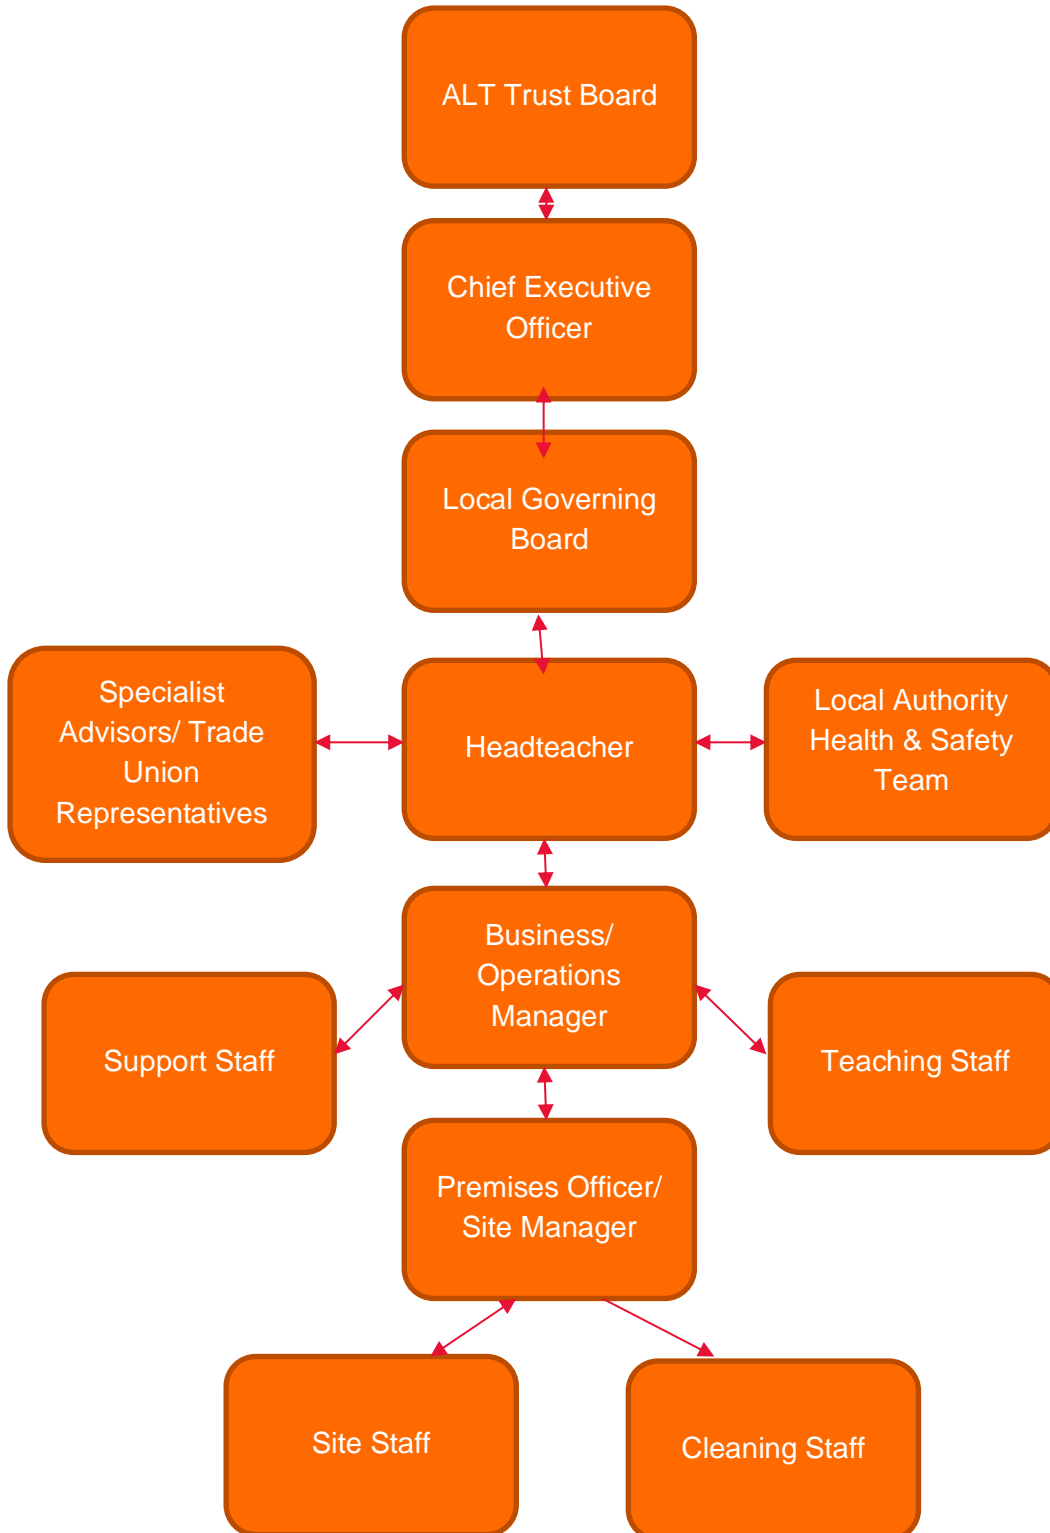 ALT Trust Board
Chief Executive
Officer
Local Governing
Board
Specialist
Advisors/ Trade
Union
Representatives
Headteacher
Local Authority
Health & Safety
Team
Business/
Operations
Manager
Support Staff
Teaching Staff
Premises Officer/
Site Manager
Site Staff
Cleaning Staff